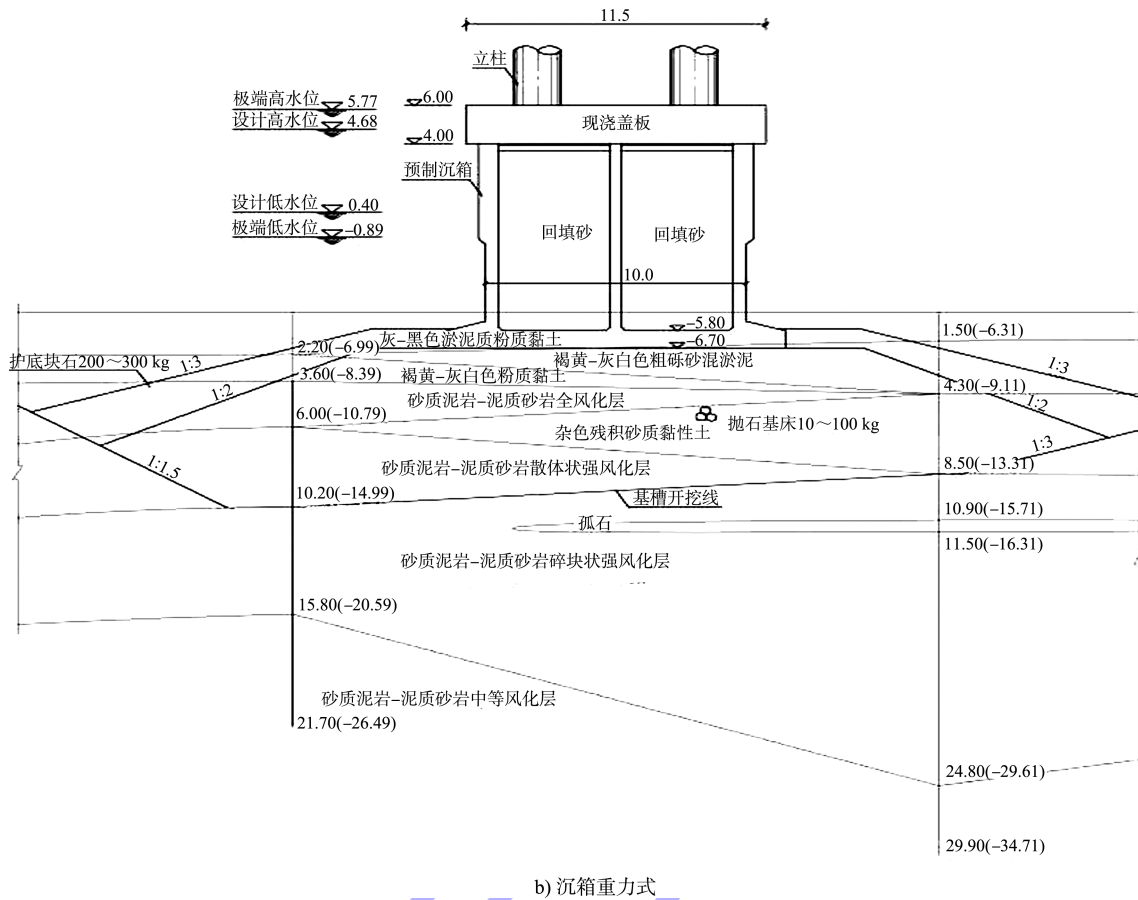 11.5
立柱
极端高水位 5.77
6.00
设计高水位 4.68
现浇盖板
4.00
预制沉箱
设计低水位 0.40
极端低水位 -0.89
回填砂
回填砂
10.0
-5.80
1.50(-6.31)
灰-黑色淤泥质粉质黏土
-6.70
2.20(-6.99)
护底块石200～300 kg
1:3
褐黄-灰白色粗砾砂混淤泥
1:3
3.60(-8.39)
褐黄-灰白色粉质黏土
4.30(-9.11)
1:2
砂质泥岩-泥质砂岩全风化层
1:2
6.00(-10.79)
抛石基床10～100 kg
杂色残积砂质黏性土
1:3
1:1.5
砂质泥岩-泥质砂岩散体状强风化层
8.50(-13.31)
10.20(-14.99)
基槽开挖线
10.90(-15.71)
孤石
11.50(-16.31)
砂质泥岩-泥质砂岩碎块状强风化层
15.80(-20.59)
砂质泥岩-泥质砂岩中等风化层
21.70(-26.49)
24.80(-29.61)
29.90(-34.71)
b) 沉箱重力式